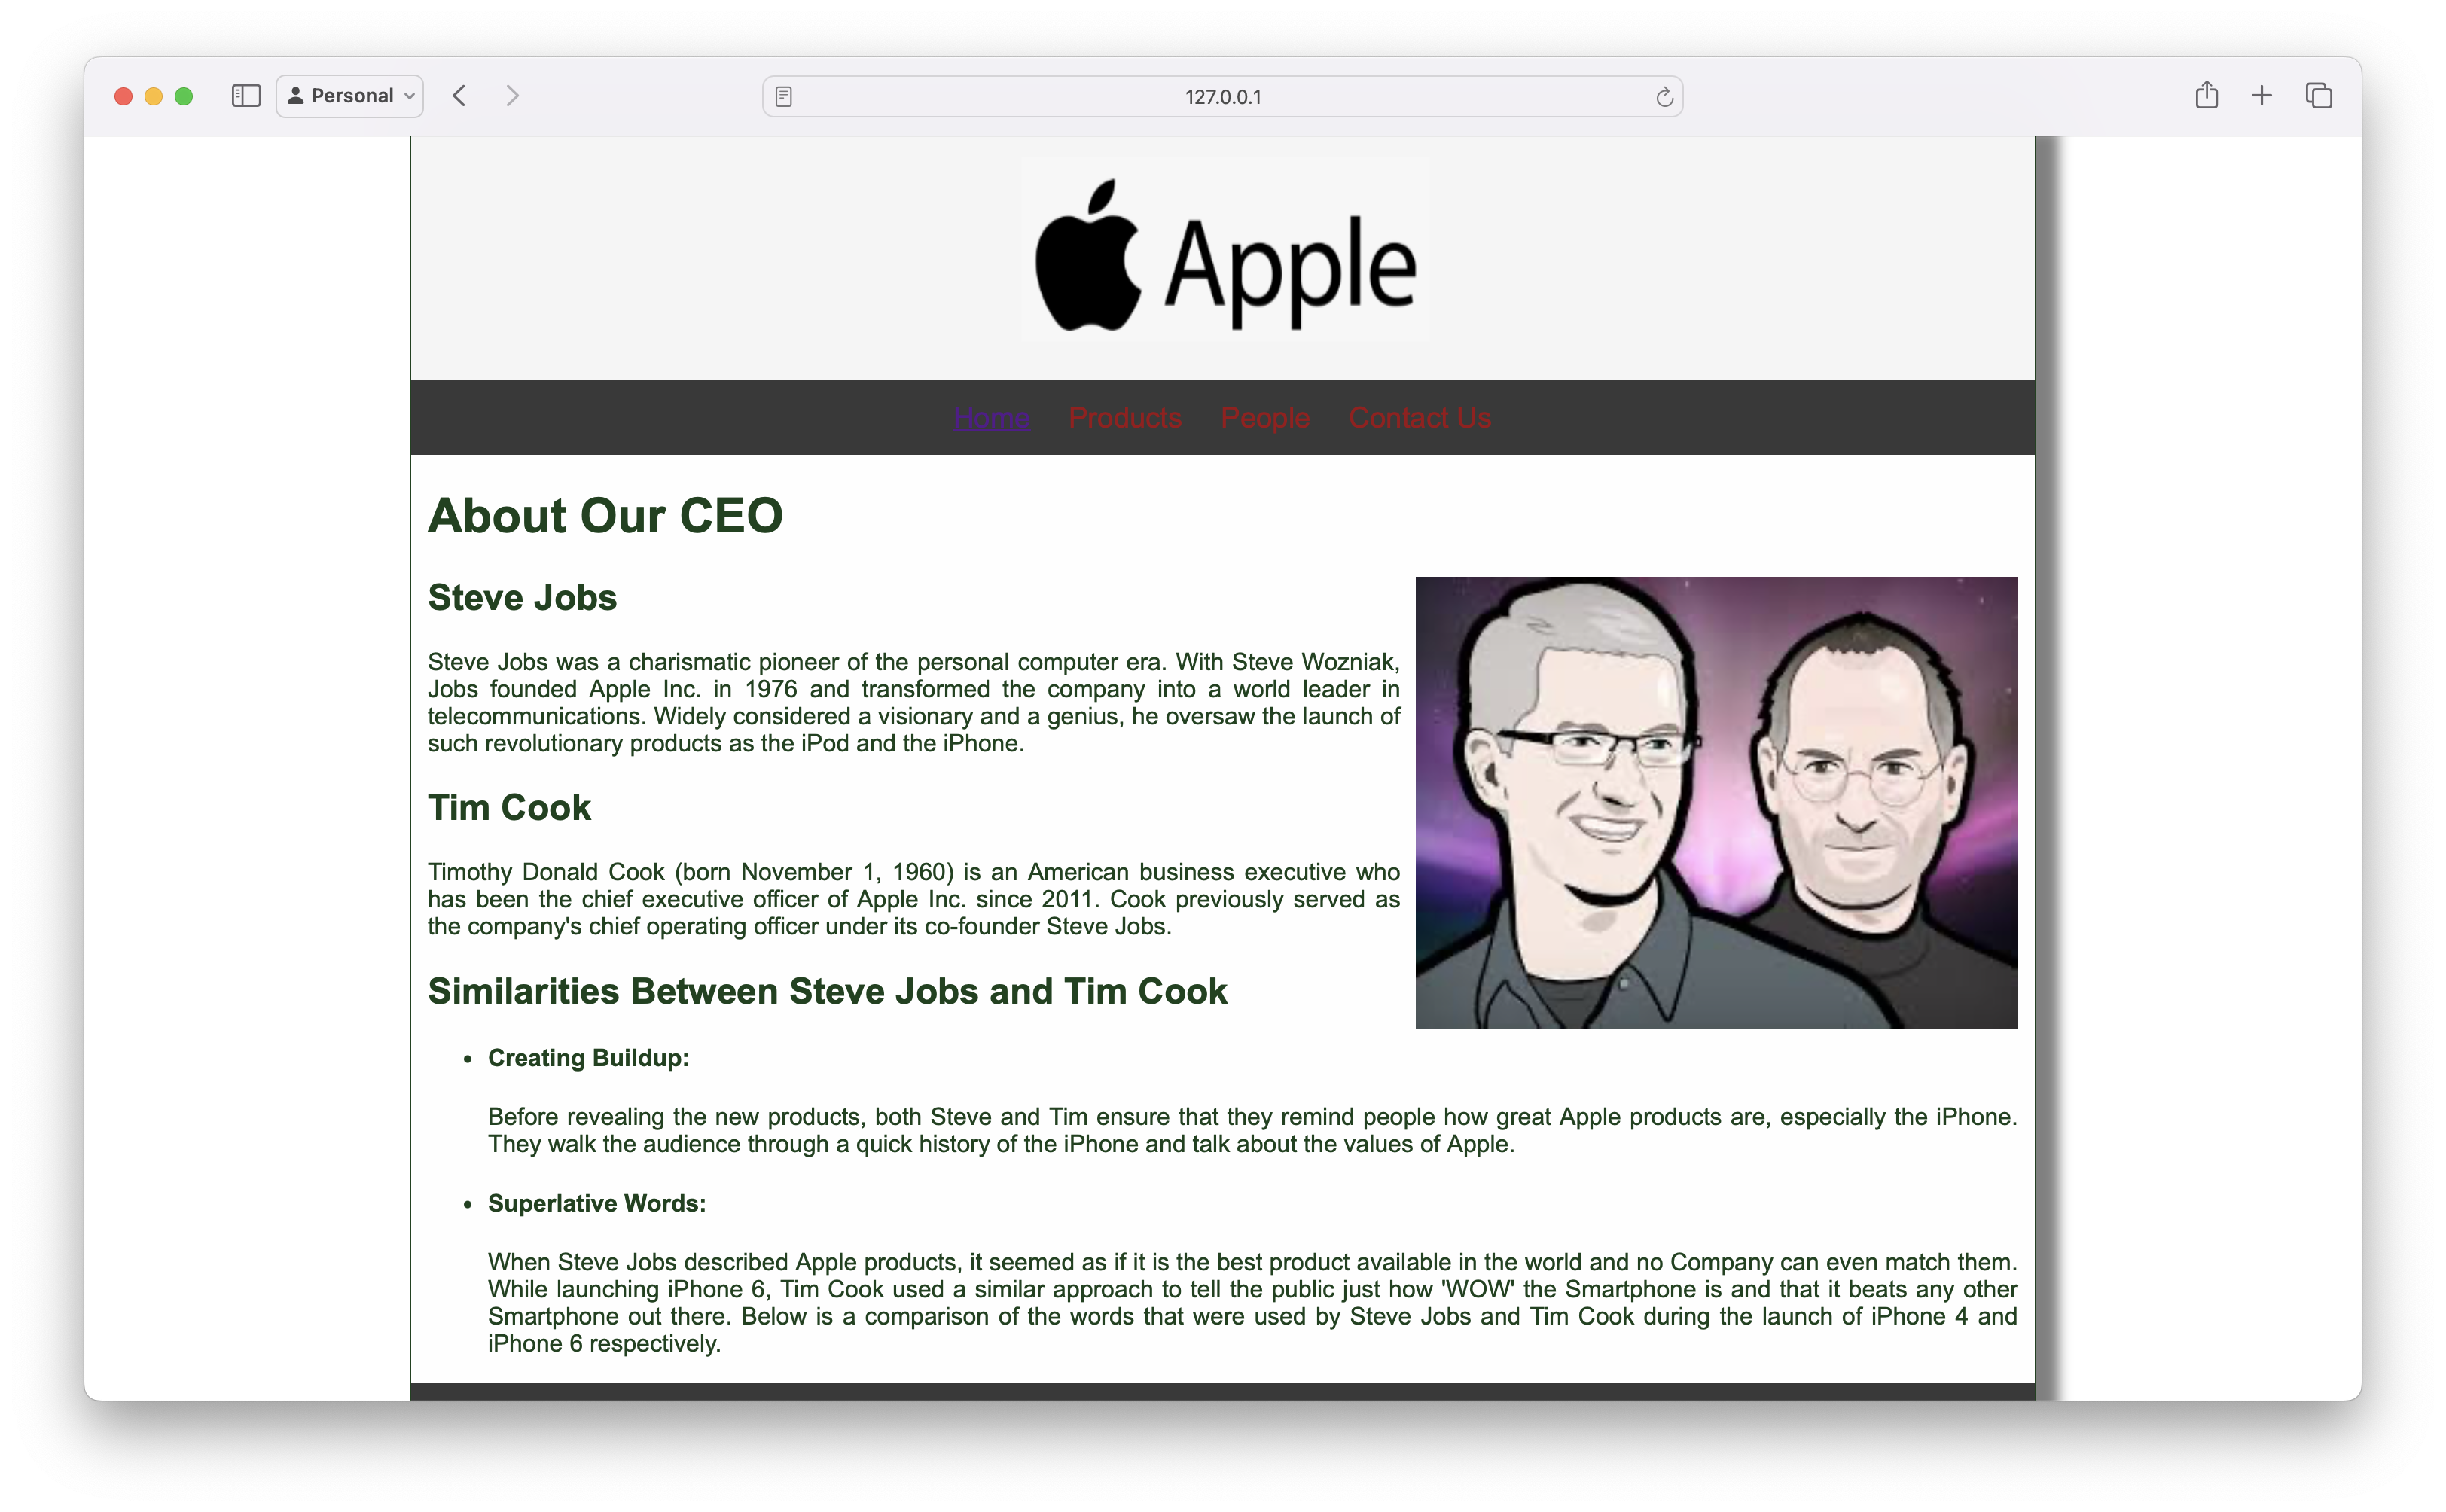 Personal
127.0.0.1
Apple
Home Products People Contact Us
About Our CEO
Steve Jobs
Steve Jobs was a charismatic pioneer of the personal computer era. With Steve Wozniak,
Jobs founded Apple Inc. in 1976 and transformed the company into a world leader in
telecommunications. Widely considered a visionary and a genius, he oversaw the launch of
such revolutionary products as the iPod and the iPhone.
Tim Cook
Timothy Donald Cook (born November 1, 1960) is an American business executive who
has been the chief executive officer of Apple Inc. since 2011. Cook previously served as
the company's chief operating officer under its co-founder Steve Jobs.
Similarities Between Steve Jobs and Tim Cook
• Creating Buildup:
Before revealing the new products, both Steve and Tim ensure that they remind people how great Apple products are, especially the iPhone.
They walk the audience through a quick history of the iPhone and talk about the values of Apple.
• Superlative Words:
When Steve Jobs described Apple products, it seemed as if it is the best product available in the world and no Company can even match them.
While launching iPhone 6, Tim Cook used a similar approach to tell the public just how 'WOW' the Smartphone is and that it beats any other
Smartphone out there. Below is a comparison of the words that were used by Steve Jobs and Tim Cook during the launch of iPhone 4 and
iPhone 6 respectively.